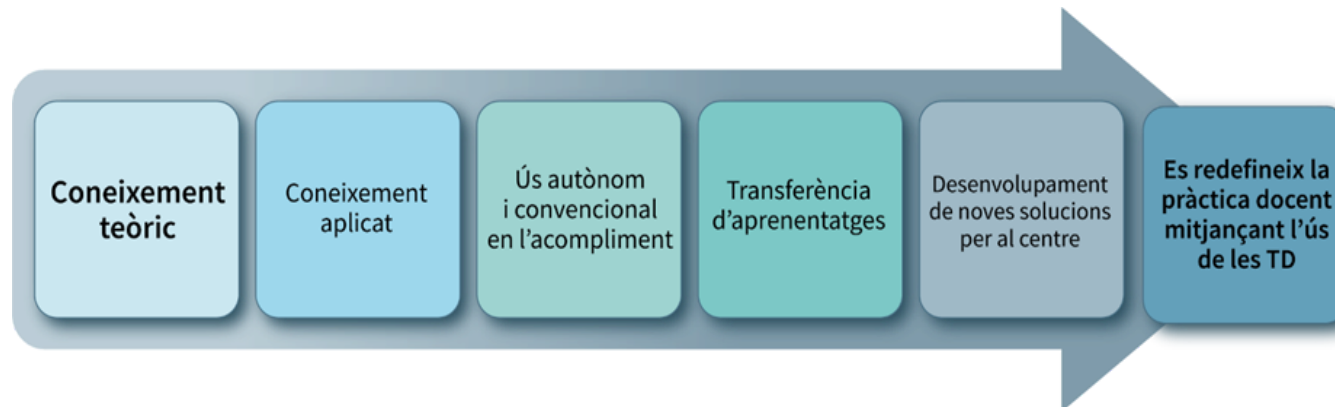 Coneixement
teòric
Coneixement
aplicat
Ús autònom
i convencional
en l’acompliment
Transferència
d’aprenentatges
Desenvolupament
de noves solucions
per al centre
Es redefineix la
pràctica docent
mitjançant l’ús
de les TD